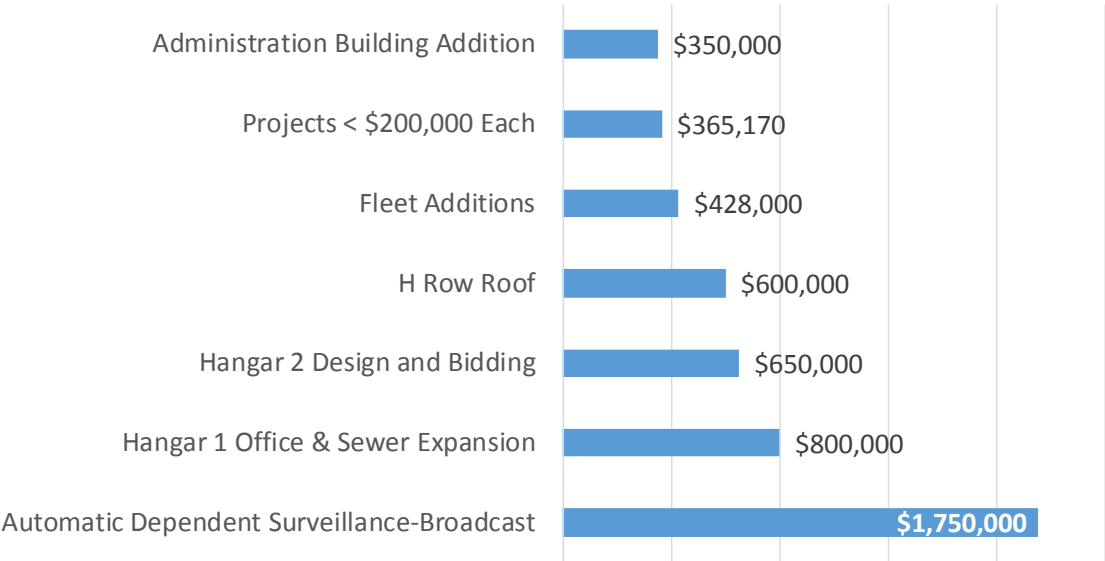 Administration Building Addition $350,000
Projects < $200,000 Each $365,170
Fleet Additions $428,000
H Row Roof $600,000
Hangar 2 Design and Bidding $650,000
Hangar 1 Office & Sewer Expansion $800,000
Automatic Dependent Surveillance-Broadcast $1,750,000